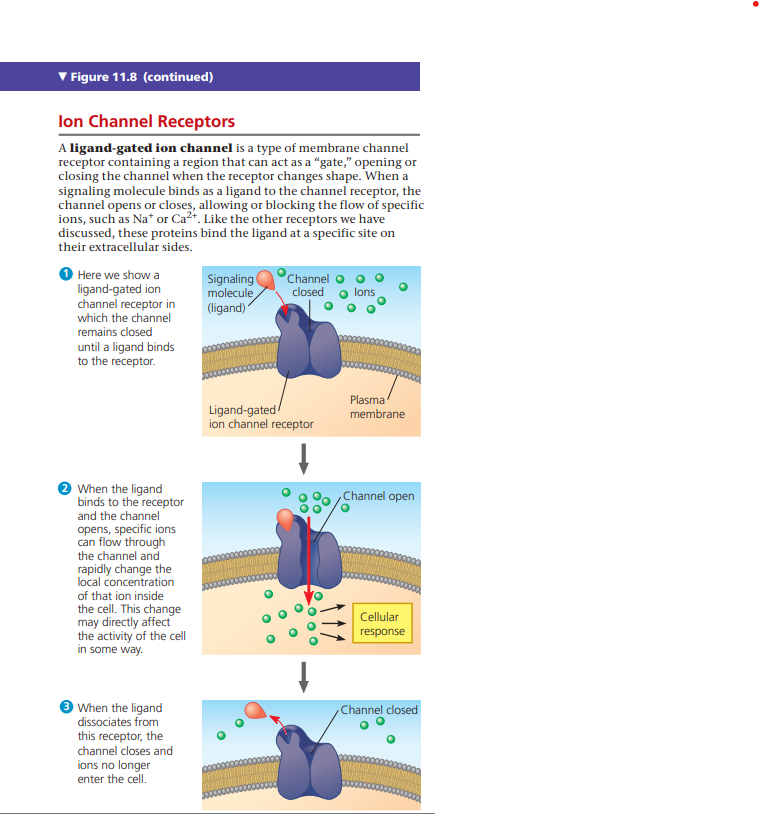 ▼ Figure 11.8 (continued)
Ion Channel Receptors
A ligand-gated ion channel is a type of membrane channel
receptor containing a region that can act as a “gate,” opening or
closing the channel when the receptor changes shape. When a
signaling molecule binds as a ligand to the channel receptor, the
channel opens or closes, allowing or blocking the flow of specific
ions, such as Na⁺ or Ca²⁺. Like the other receptors we have
discussed, these proteins bind the ligand at a specific site on
their extracellular sides.
1 Here we show a
ligand-gated ion
channel receptor in
which the channel
remains closed
until a ligand binds
to the receptor.
Signaling
molecule
(ligand)
Channel
closed
Ions
Ligand-gated
ion channel receptor
Plasma
membrane
2 When the ligand
binds to the receptor
and the channel
opens, specific ions
can flow through
the channel and
rapidly change the
local concentration
of that ion inside
the cell. This change
may directly affect
the activity of the cell
in some way.
Channel open
Cellular
response
3 When the ligand
dissociates from
this receptor, the
channel closes and
ions no longer
enter the cell.
Channel closed